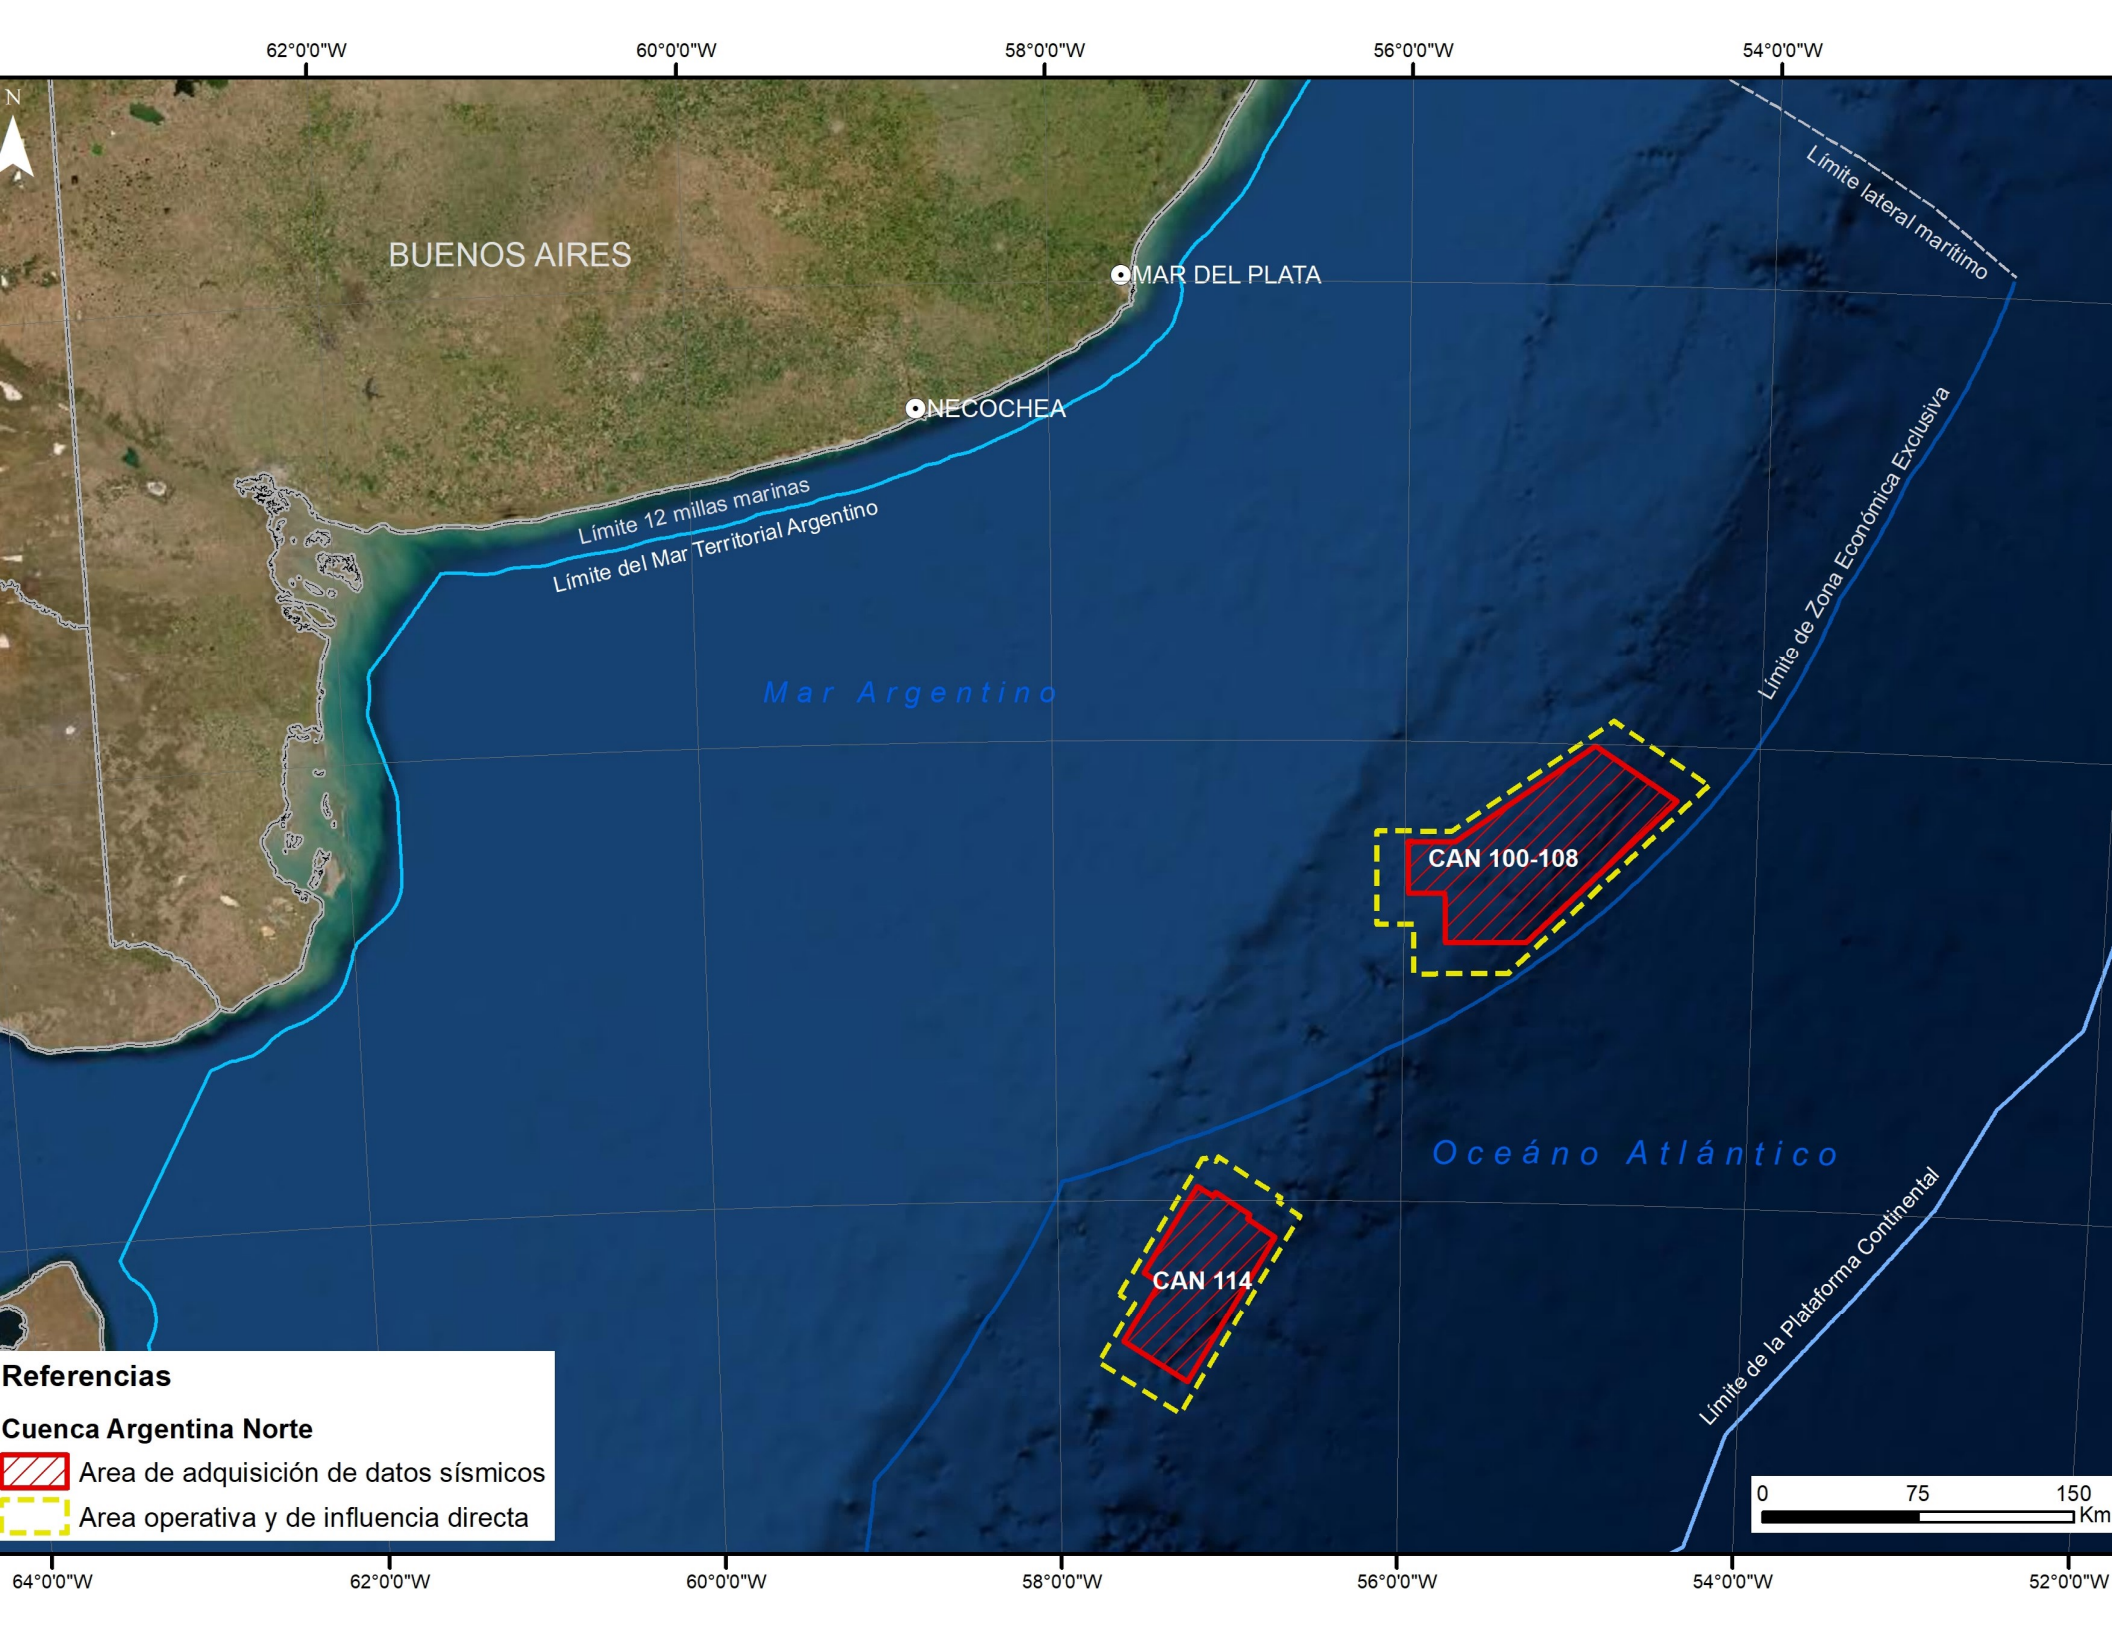 62°0'0"W
60°0'0"W
58°0'0"W
56°0'0"W
54°0'0"W
N
Límite lateral marítimo
BUENOS AIRES
MAR DEL PLATA
NECOCHEA
Límite 12 millas marinas
Límite del Mar Territorial Argentino
Límite de Zona Económica Exclusiva
Mar Argentino
CAN 100-108
Oceáno Atlántico
CAN 114
Límite de la Plataforma Continental
Referencias
Cuenca Argentina Norte
Area de adquisición de datos sísmicos
Area operativa y de influencia directa
0 75 150
Km
64°0'0"W
62°0'0"W
60°0'0"W
58°0'0"W
56°0'0"W
54°0'0"W
52°0'0"W